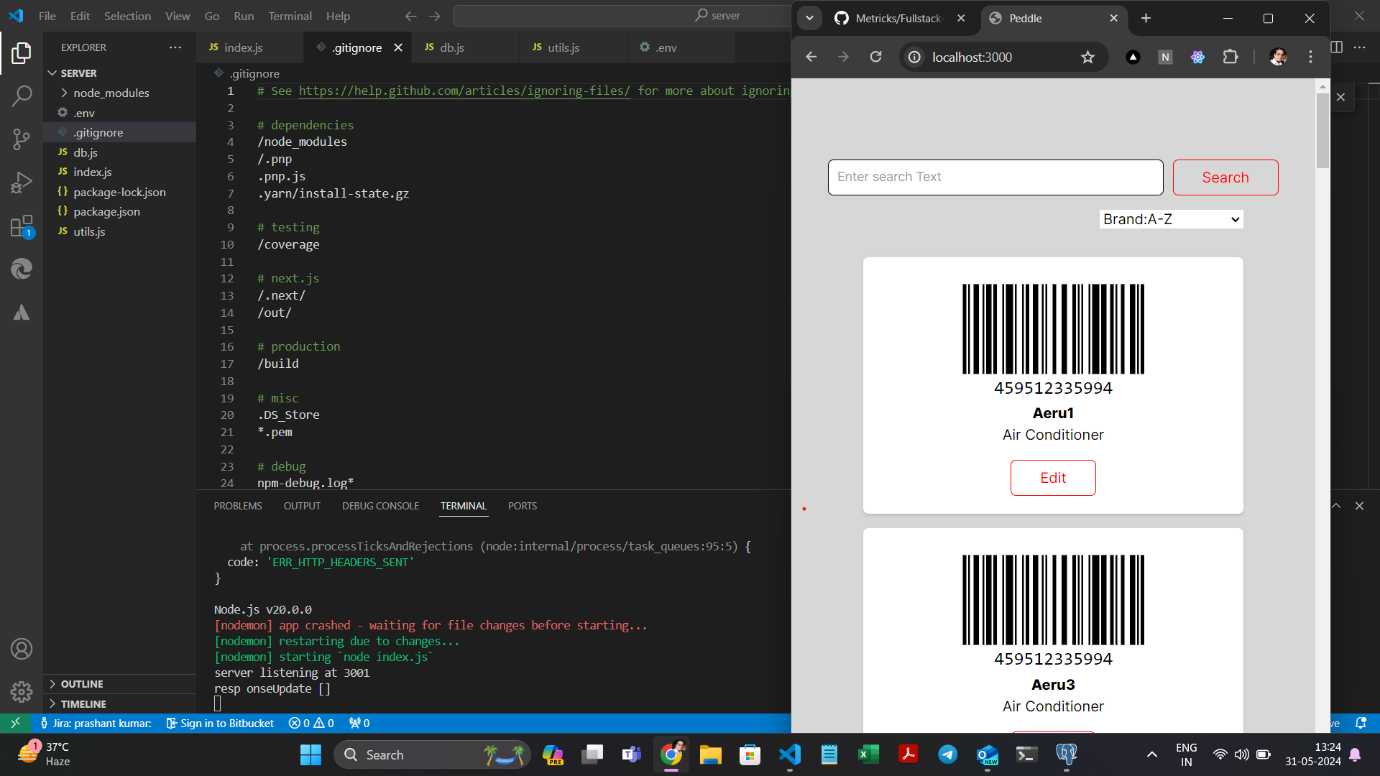 File Edit Selection View Go Run Terminal Help
server
EXPLORER
SERVER
node_modules
.env
.gitignore
db.js
index.js
package-lock.json
package.json
utils.js
OUTLINE
TIMELINE
JS index.js
.gitignore
JS db.js
JS utils.js
.env
.gitignore
1 # See https://help.github.com/articles/ignoring-files/ for more about ignorin
2
3 # dependencies
4 /node_modules
5 /.pnp
6 .pnp.js
7 .yarn/install-state.gz
8
9 # testing
10 /coverage
11
12 # next.js
13 /.next/
14 /out/
15
16 # production
17 /build
18
19 # misc
20 .DS_Store
21 *.pem
22
23 # debug
24 npm-debug.log*
PROBLEMS OUTPUT DEBUG CONSOLE TERMINAL PORTS
at process.processTicksAndRejections (node:internal/process/task_queues:95:5) {
code: 'ERR_HTTP_HEADERS_SENT'
}
Node.js v20.0.0
[nodemon] app crashed - waiting for file changes before starting...
[nodemon] restarting due to changes...
[nodemon] starting `node index.js`
server listening at 3001
resp onseUpdate []
Metricks/Fullstack-
Peddle
localhost:3000
Enter search Text
Search
Brand:A-Z
459512335994
Aeru1
Air Conditioner
Edit
459512335994
Aeru3
Air Conditioner
Jira: prashant kumar: Sign in to Bitbucket 0 0 0
1 37°C
Haze
Search
PRE
NEW
ENG
IN
13:24
31-05-2024